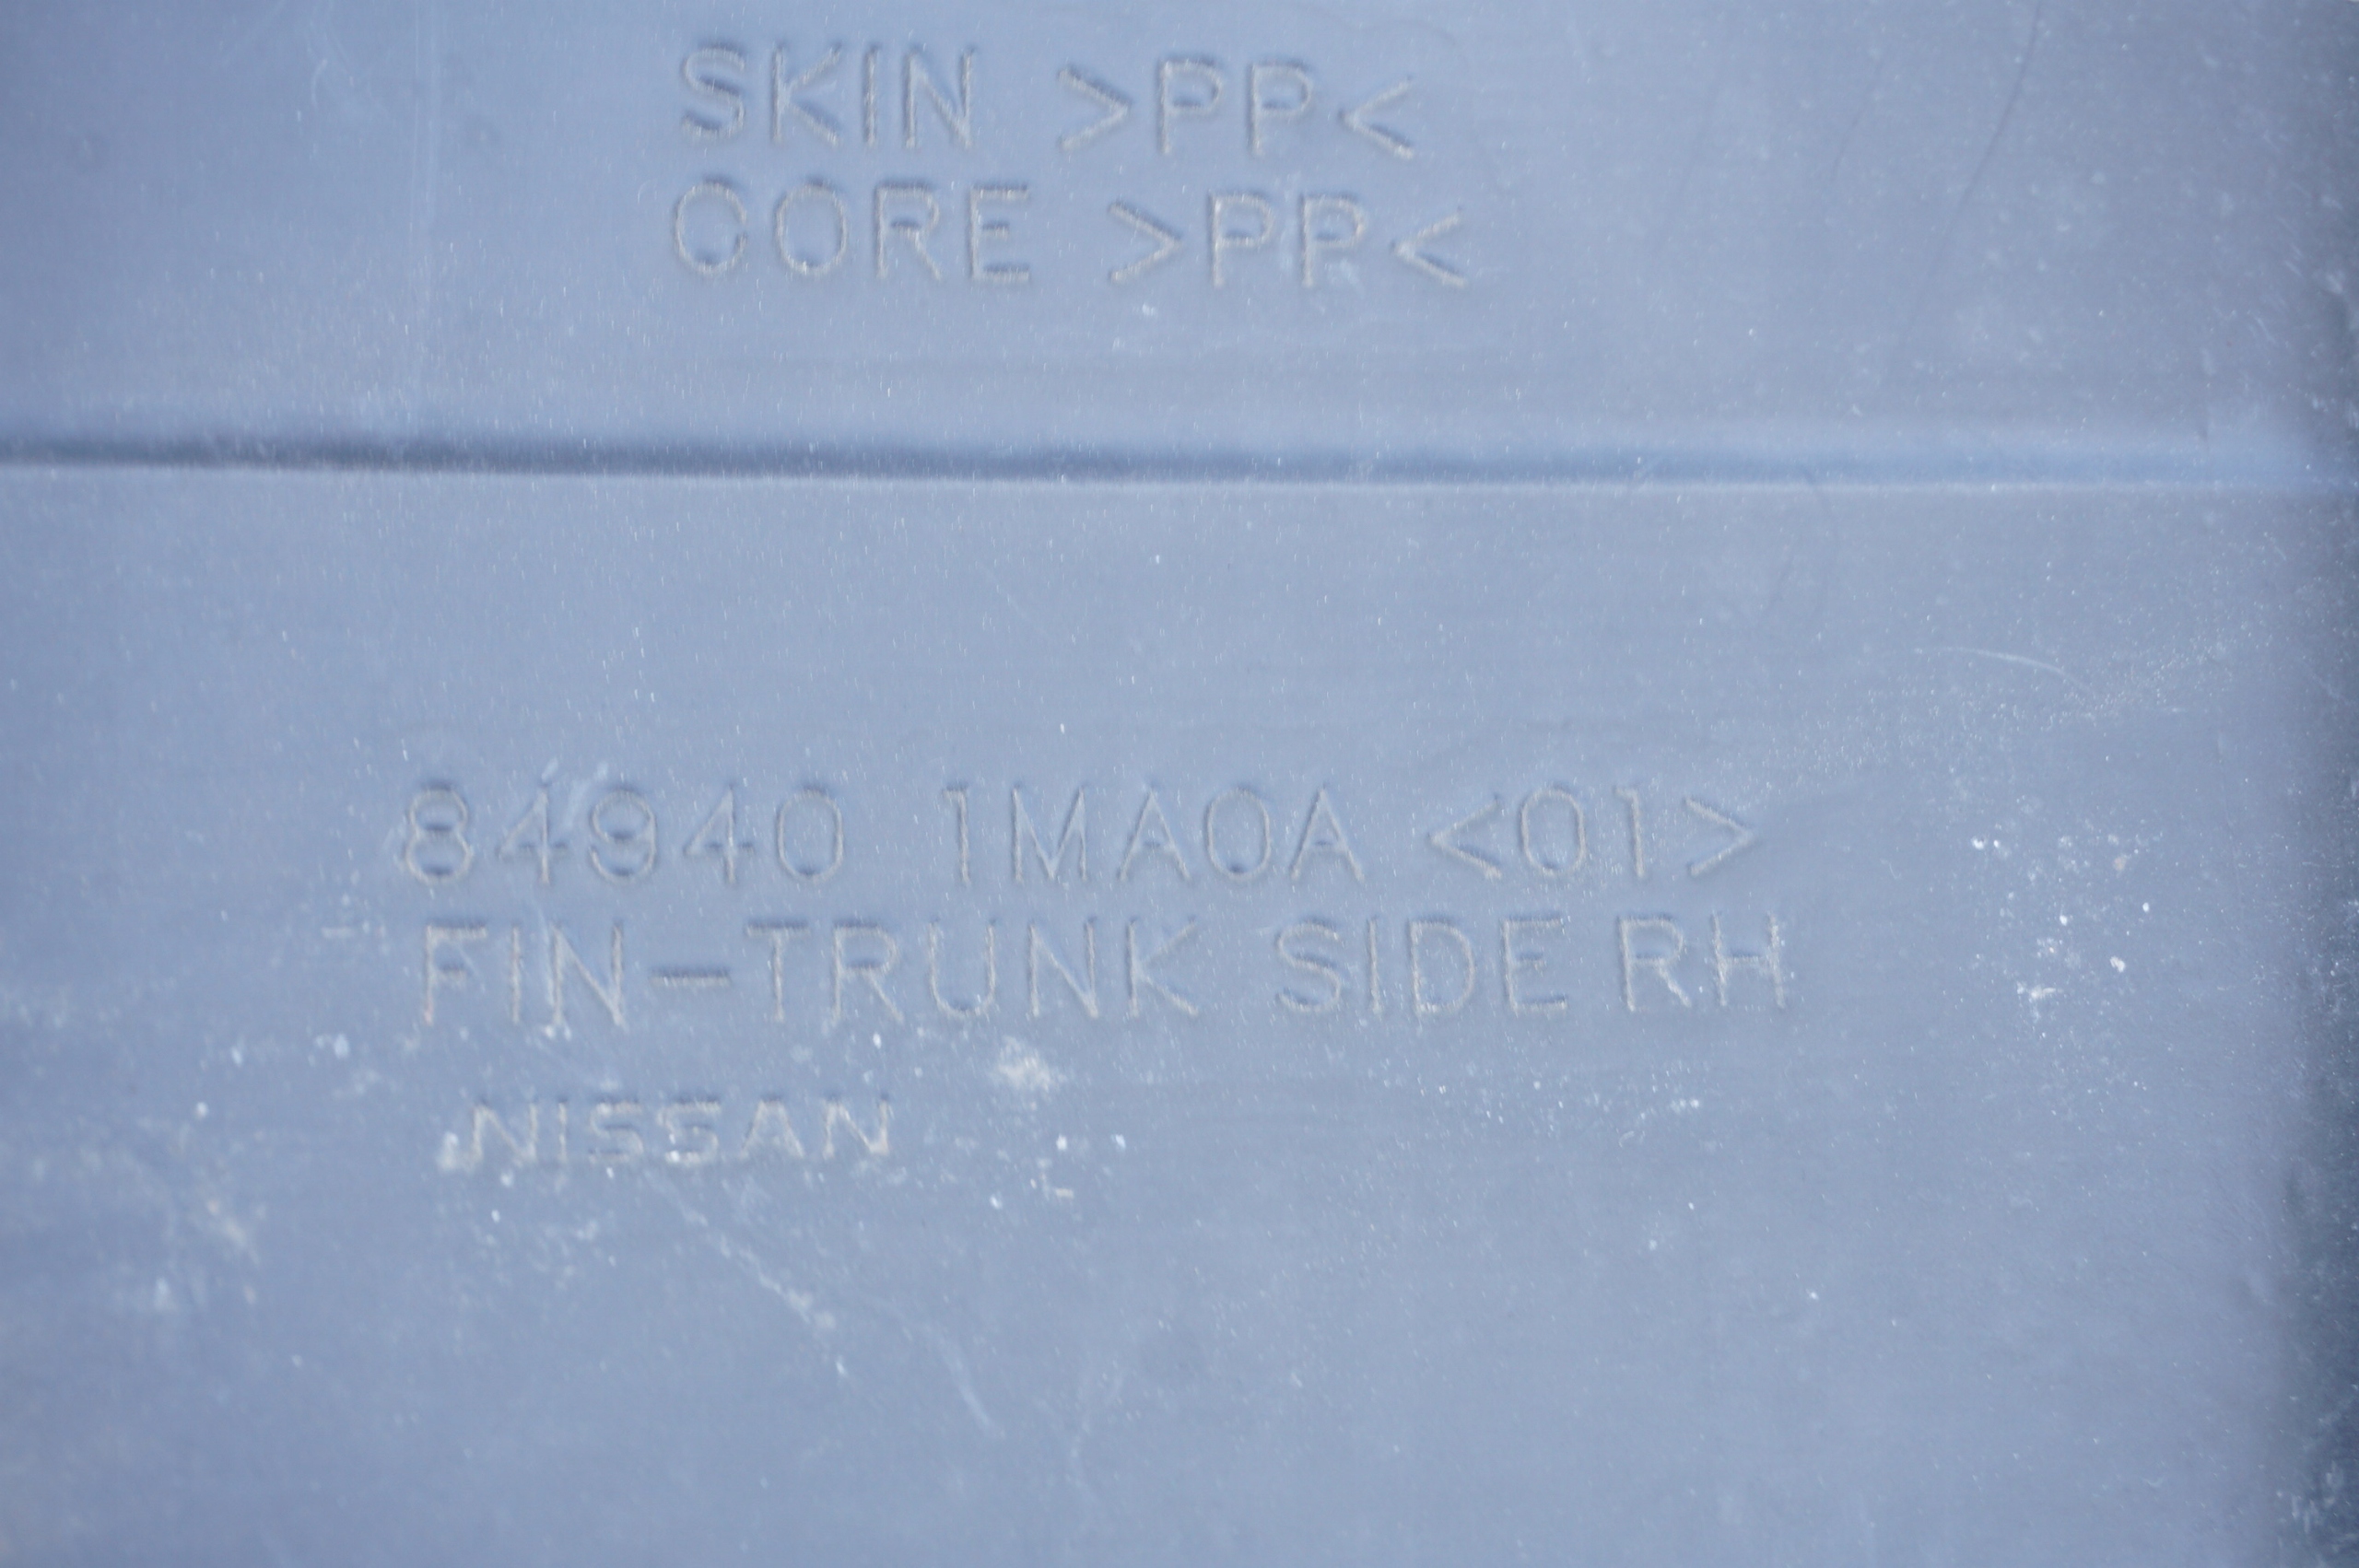 SKIN >PP<
CORE >PP<
84940 1MA0A <01>
FIN-TRUNK SIDE RH
NISSAN